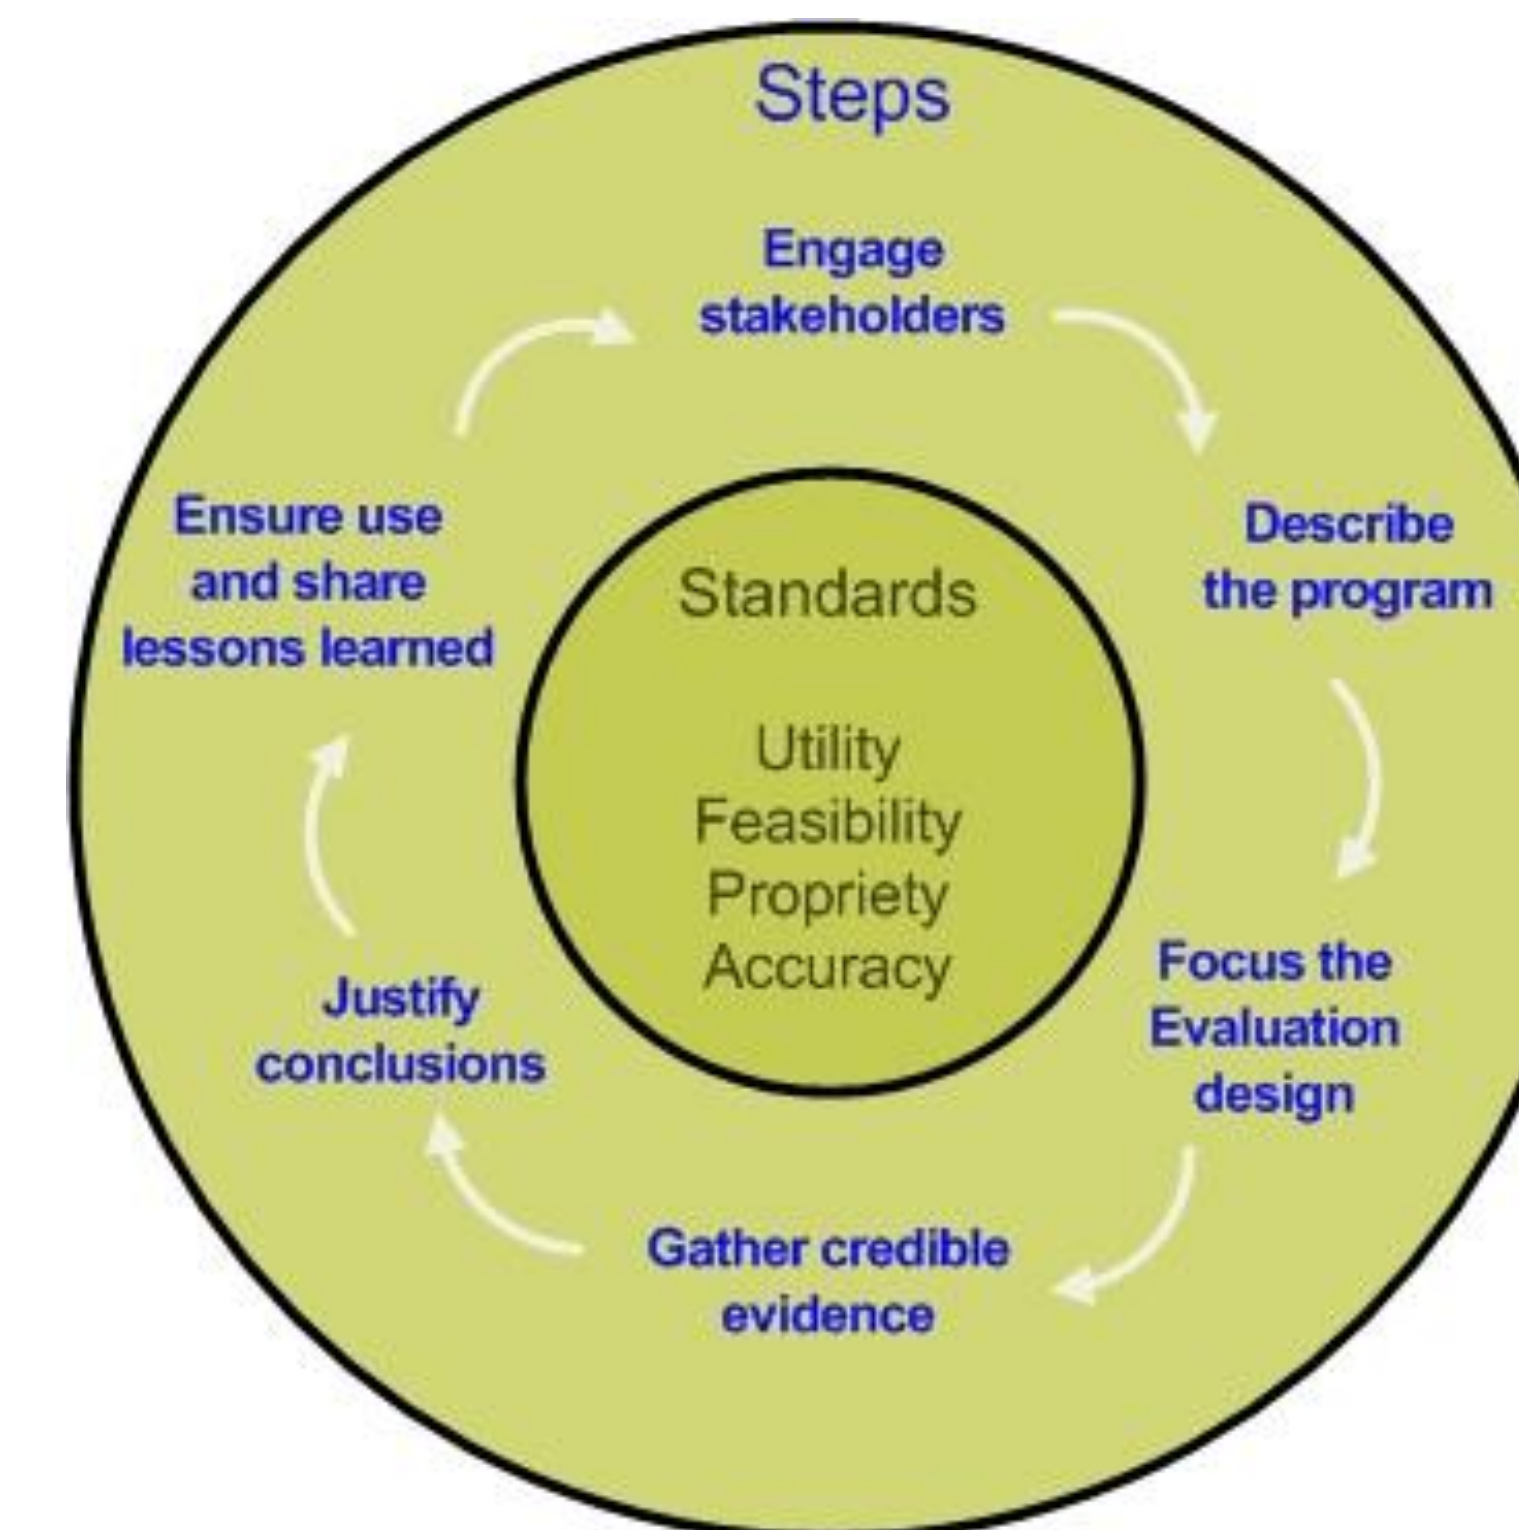 Steps
Engage
stakeholders
Describe
the program
Focus the
Evaluation
design
Gather credible
evidence
Justify
conclusions
Ensure use
and share
lessons learned
Standards
Utility
Feasibility
Propriety
Accuracy